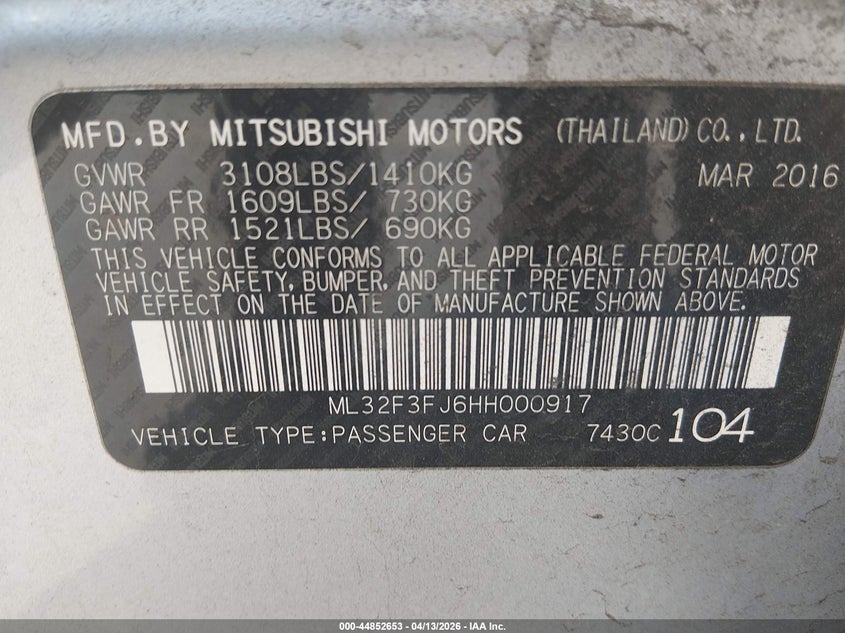 MFD.BY MITSUBISHI MOTORS (THAILAND)CO.,LTD.
GVWR 3108LBS/1410KG MAR 2016
GAWR FR 1609LBS/ 730KG
GAWR RR 1521LBS/ 690KG
THIS VEHICLE CONFORMS TO ALL APPLICABLE FEDERAL MOTOR
VEHICLE SAFETY, BUMPER, AND THEFT PREVENTION STANDARDS
IN EFFECT ON THE DATE OF MANUFACTURE SHOWN ABOVE.
ML32F3FJ6HH000917
VEHICLE TYPE:PASSENGER CAR 7430C 104
000-44852653 - 04/13/2026 - IAA Inc.